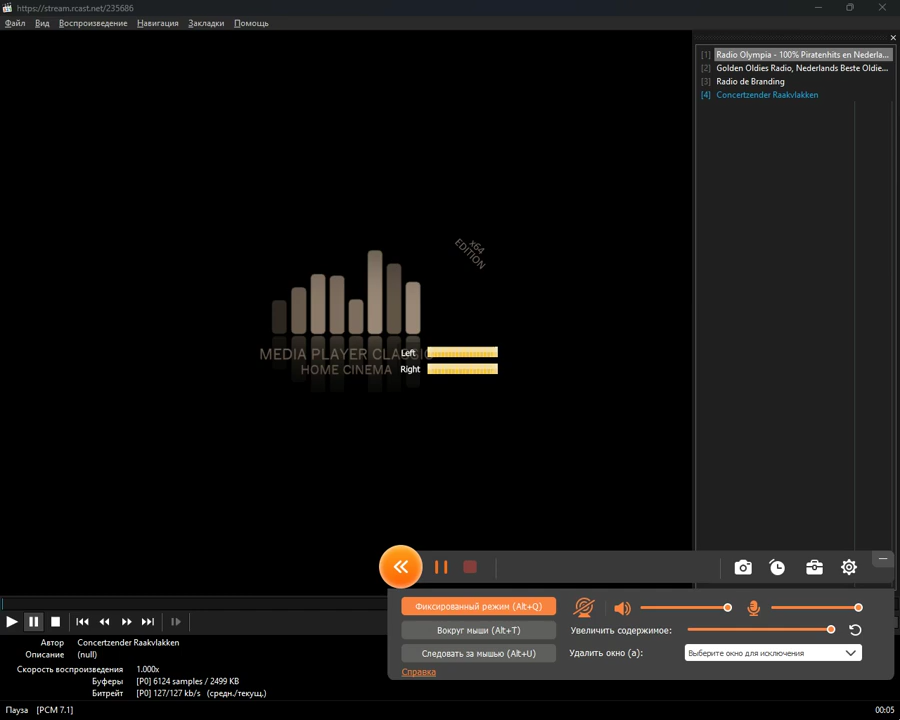 https://stream.rcast.net/235686
Файл Вид Воспроизведение Навигация Закладки Помощь
[1] Radio Olympia - 100% Piratenhits en Nederla...
[2] Golden Oldies Radio, Nederlands Beste Oldie...
[3] Radio de Branding
[4] Concertzender Raakvlakken
x64
EDITION
MEDIA PLAYER CLASSIC
HOME CINEMA
Left
Right
Фиксированный режим (Alt+Q)
Вокруг мыши (Alt+T)
Увеличить содержимое:
Следовать за мышью (Alt+U)
Удалить окно (а):
Выберите окно для исключения
Справка
Автор Concertzender Raakvlakken
Описание (null)
Скорость воспроизведения 1.000x
Буферы [P0] 6124 samples / 2499 KB
Битрейт [P0] 127/127 kb/s (средн./текущ.)
Пауза [PCM 7.1]
00:05